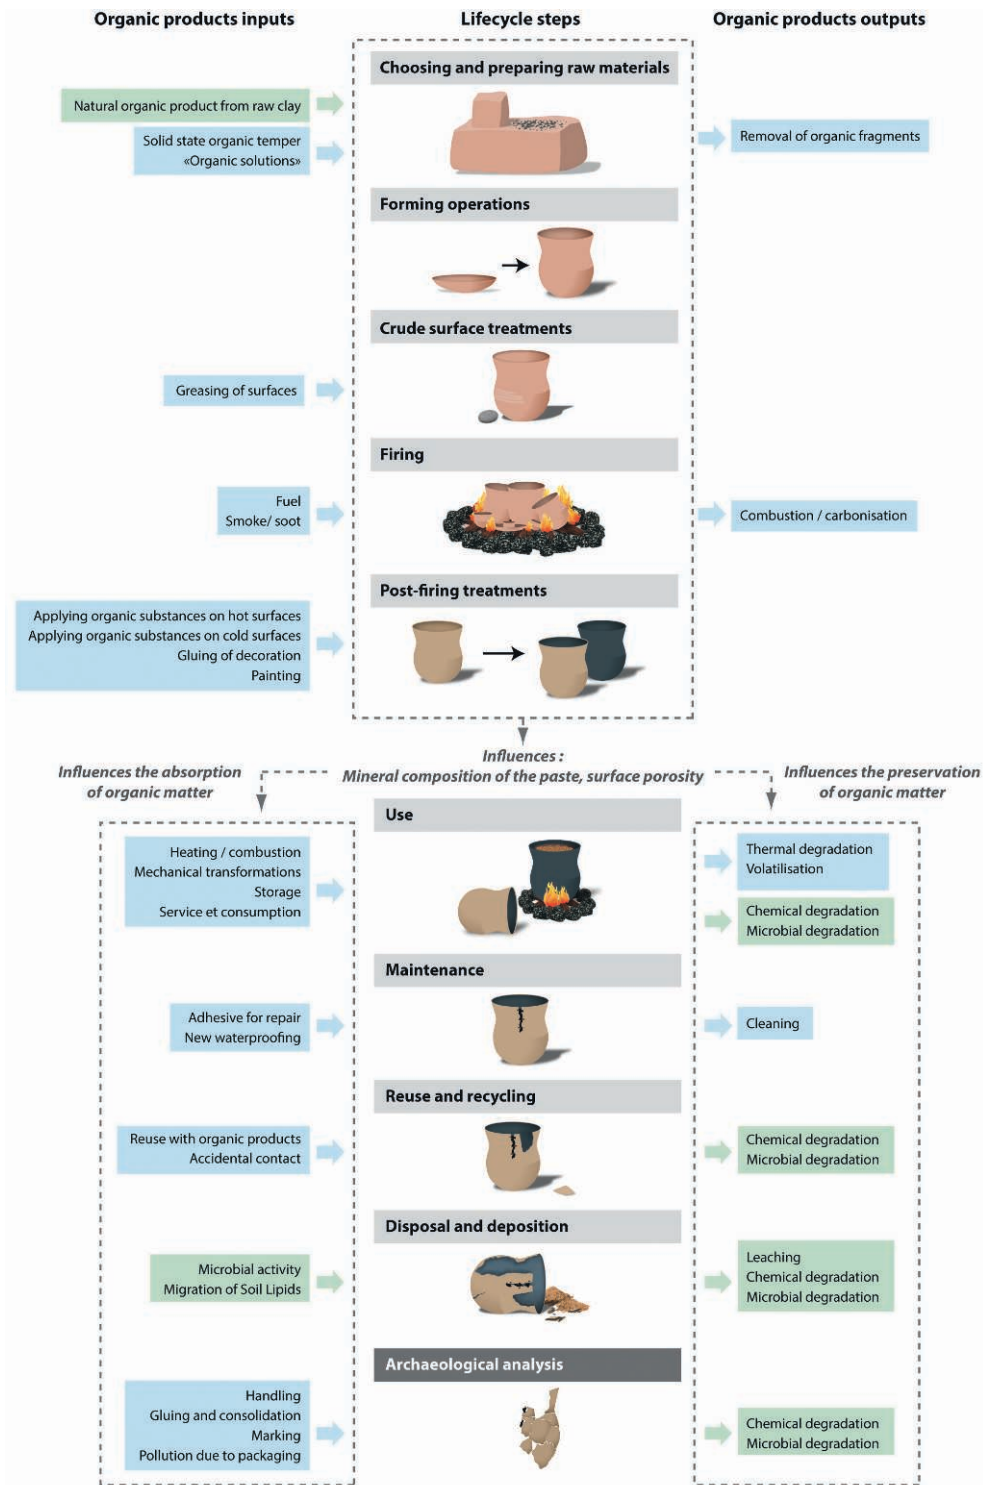 Organic products inputs
Lifecycle steps
Organic products outputs
Choosing and preparing raw materials
Natural organic product from raw clay
Solid state organic temper
«Organic solutions»
Removal of organic fragments
Forming operations
Crude surface treatments
Greasing of surfaces
Firing
Fuel
Smoke/ soot
Combustion / carbonisation
Post-firing treatments
Applying organic substances on hot surfaces
Applying organic substances on cold surfaces
Gluing of decoration
Painting
Influences :
Mineral composition of the paste, surface porosity
Influences the absorption
of organic matter
Influences the preservation
of organic matter
Use
Heating / combustion
Mechanical transformations
Storage
Service et consumption
Thermal degradation
Volatilisation
Chemical degradation
Microbial degradation
Maintenance
Adhesive for repair
New waterproofing
Cleaning
Reuse and recycling
Reuse with organic products
Accidental contact
Chemical degradation
Microbial degradation
Disposal and deposition
Microbial activity
Migration of Soil Lipids
Leaching
Chemical degradation
Microbial degradation
Archaeological analysis
Handling
Gluing and consolidation
Marking
Pollution due to packaging
Chemical degradation
Microbial degradation